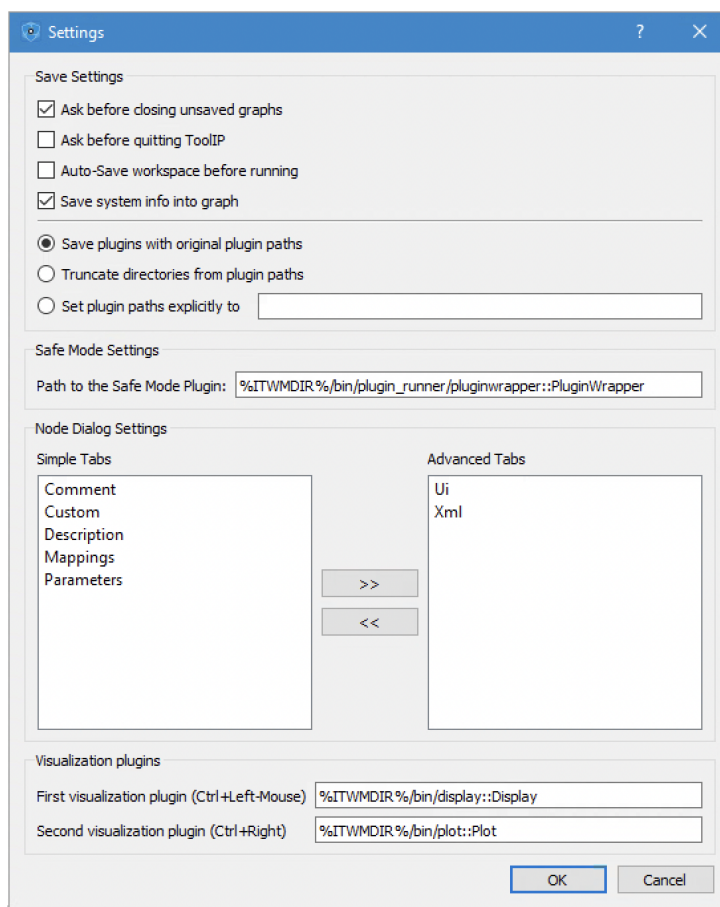 Settings
?
Save Settings
Ask before closing unsaved graphs
Ask before quitting ToolIP
Auto-Save workspace before running
Save system info into graph
Save plugins with original plugin paths
Truncate directories from plugin paths
Set plugin paths explicitly to
Safe Mode Settings
Path to the Safe Mode Plugin: %ITWMDIR%/bin/plugin_runner/pluginwrapper::PluginWrapper
Node Dialog Settings
Simple Tabs
Comment
Custom
Description
Mappings
Parameters
>>
<<
Advanced Tabs
Ui
Xml
Visualization plugins
First visualization plugin (Ctrl+Left-Mouse) %ITWMDIR%/bin/display::Display
Second visualization plugin (Ctrl+Right) %ITWMDIR%/bin/plot::Plot
OK Cancel